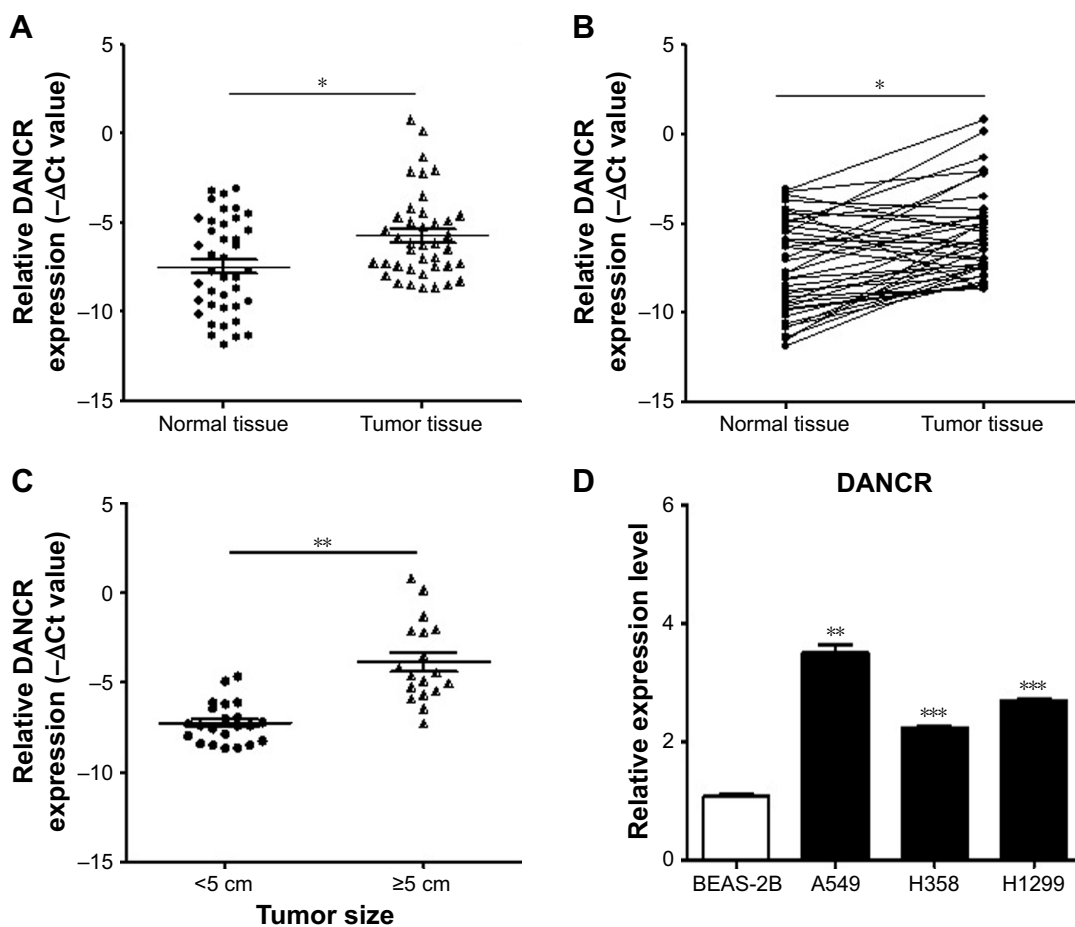 A
Relative DANCR
expression (–ΔCt value)
5
0
–5
–10
–15
*
Normal tissue
Tumor tissue
B
Relative DANCR
expression (–ΔCt value)
5
0
–5
–10
–15
*
Normal tissue
Tumor tissue
C
Relative DANCR
expression (–ΔCt value)
5
0
–5
–10
–15
**
<5 cm
≥5 cm
Tumor size
D
DANCR
Relative expression level
6
4
2
0
**
***
***
BEAS-2B
A549
H358
H1299